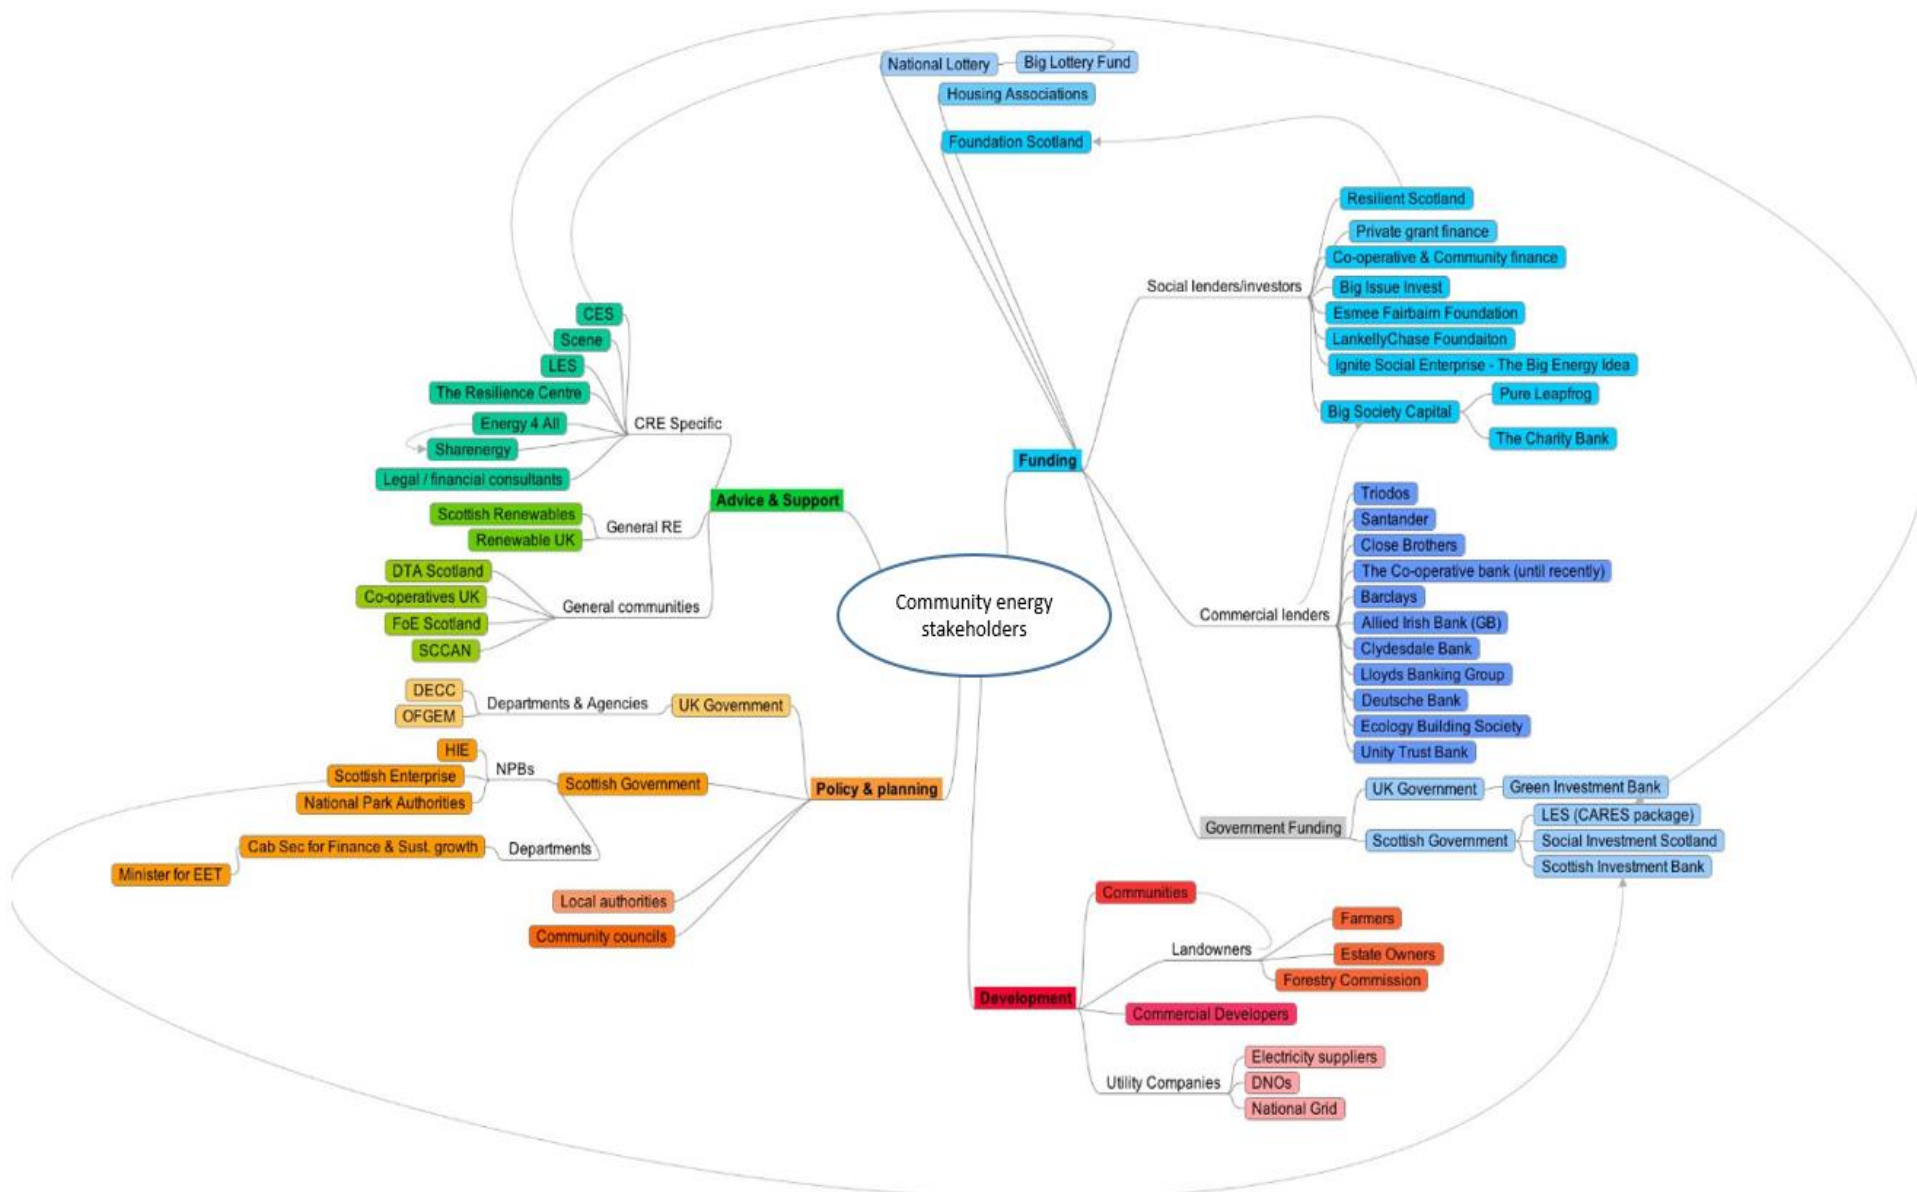 National Lottery
Big Lottery Fund
Housing Associations
Foundation Scotland
Resilient Scotland
Private grant finance
Co-operative & Community finance
Social lenders/investors
Big Issue Invest
Esmee Fairbairn Foundation
LankellyChase Foundaiton
Ignite Social Enterprise - The Big Energy Idea
Pure Leapfrog
Big Society Capital
The Charity Bank
CES
Scene
LES
The Resilience Centre
Energy 4 All
CRE Specific
Sharenergy
Legal / financial consultants
Funding
Advice & Support
Scottish Renewables
General RE
Renewable UK
DTA Scotland
Co-operatives UK
General communities
FoE Scotland
SCCAN
Triodos
Santander
Close Brothers
The Co-operative bank (until recently)
Barclays
Commercial lenders
Allied Irish Bank (GB)
Clydesdale Bank
Lloyds Banking Group
Deutsche Bank
Ecology Building Society
Unity Trust Bank
Community energy
stakeholders
DECC
Departments & Agencies
UK Government
OFGEM
HIE
NPBs
Scottish Enterprise
Scottish Government
National Park Authorities
Policy & planning
Cab Sec for Finance & Sust. growth
Departments
Minister for EET
Local authorities
Community councils
UK Government
Green Investment Bank
Government Funding
LES (CARES package)
Scottish Government
Social Investment Scotland
Scottish Investment Bank
Communities
Farmers
Landowners
Estate Owners
Forestry Commission
Development
Commercial Developers
Electricity suppliers
Utility Companies
DNOs
National Grid